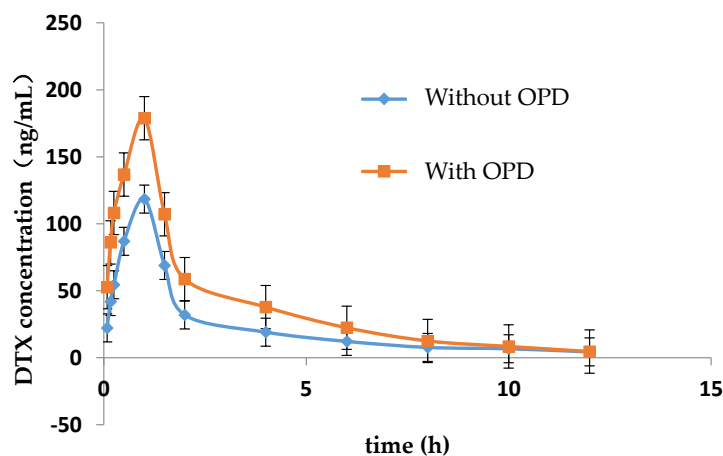 250
200
150
100
50
0
-50
0 5 10 15
DTX concentration（ng/mL）
time (h)
Without OPD
With OPD